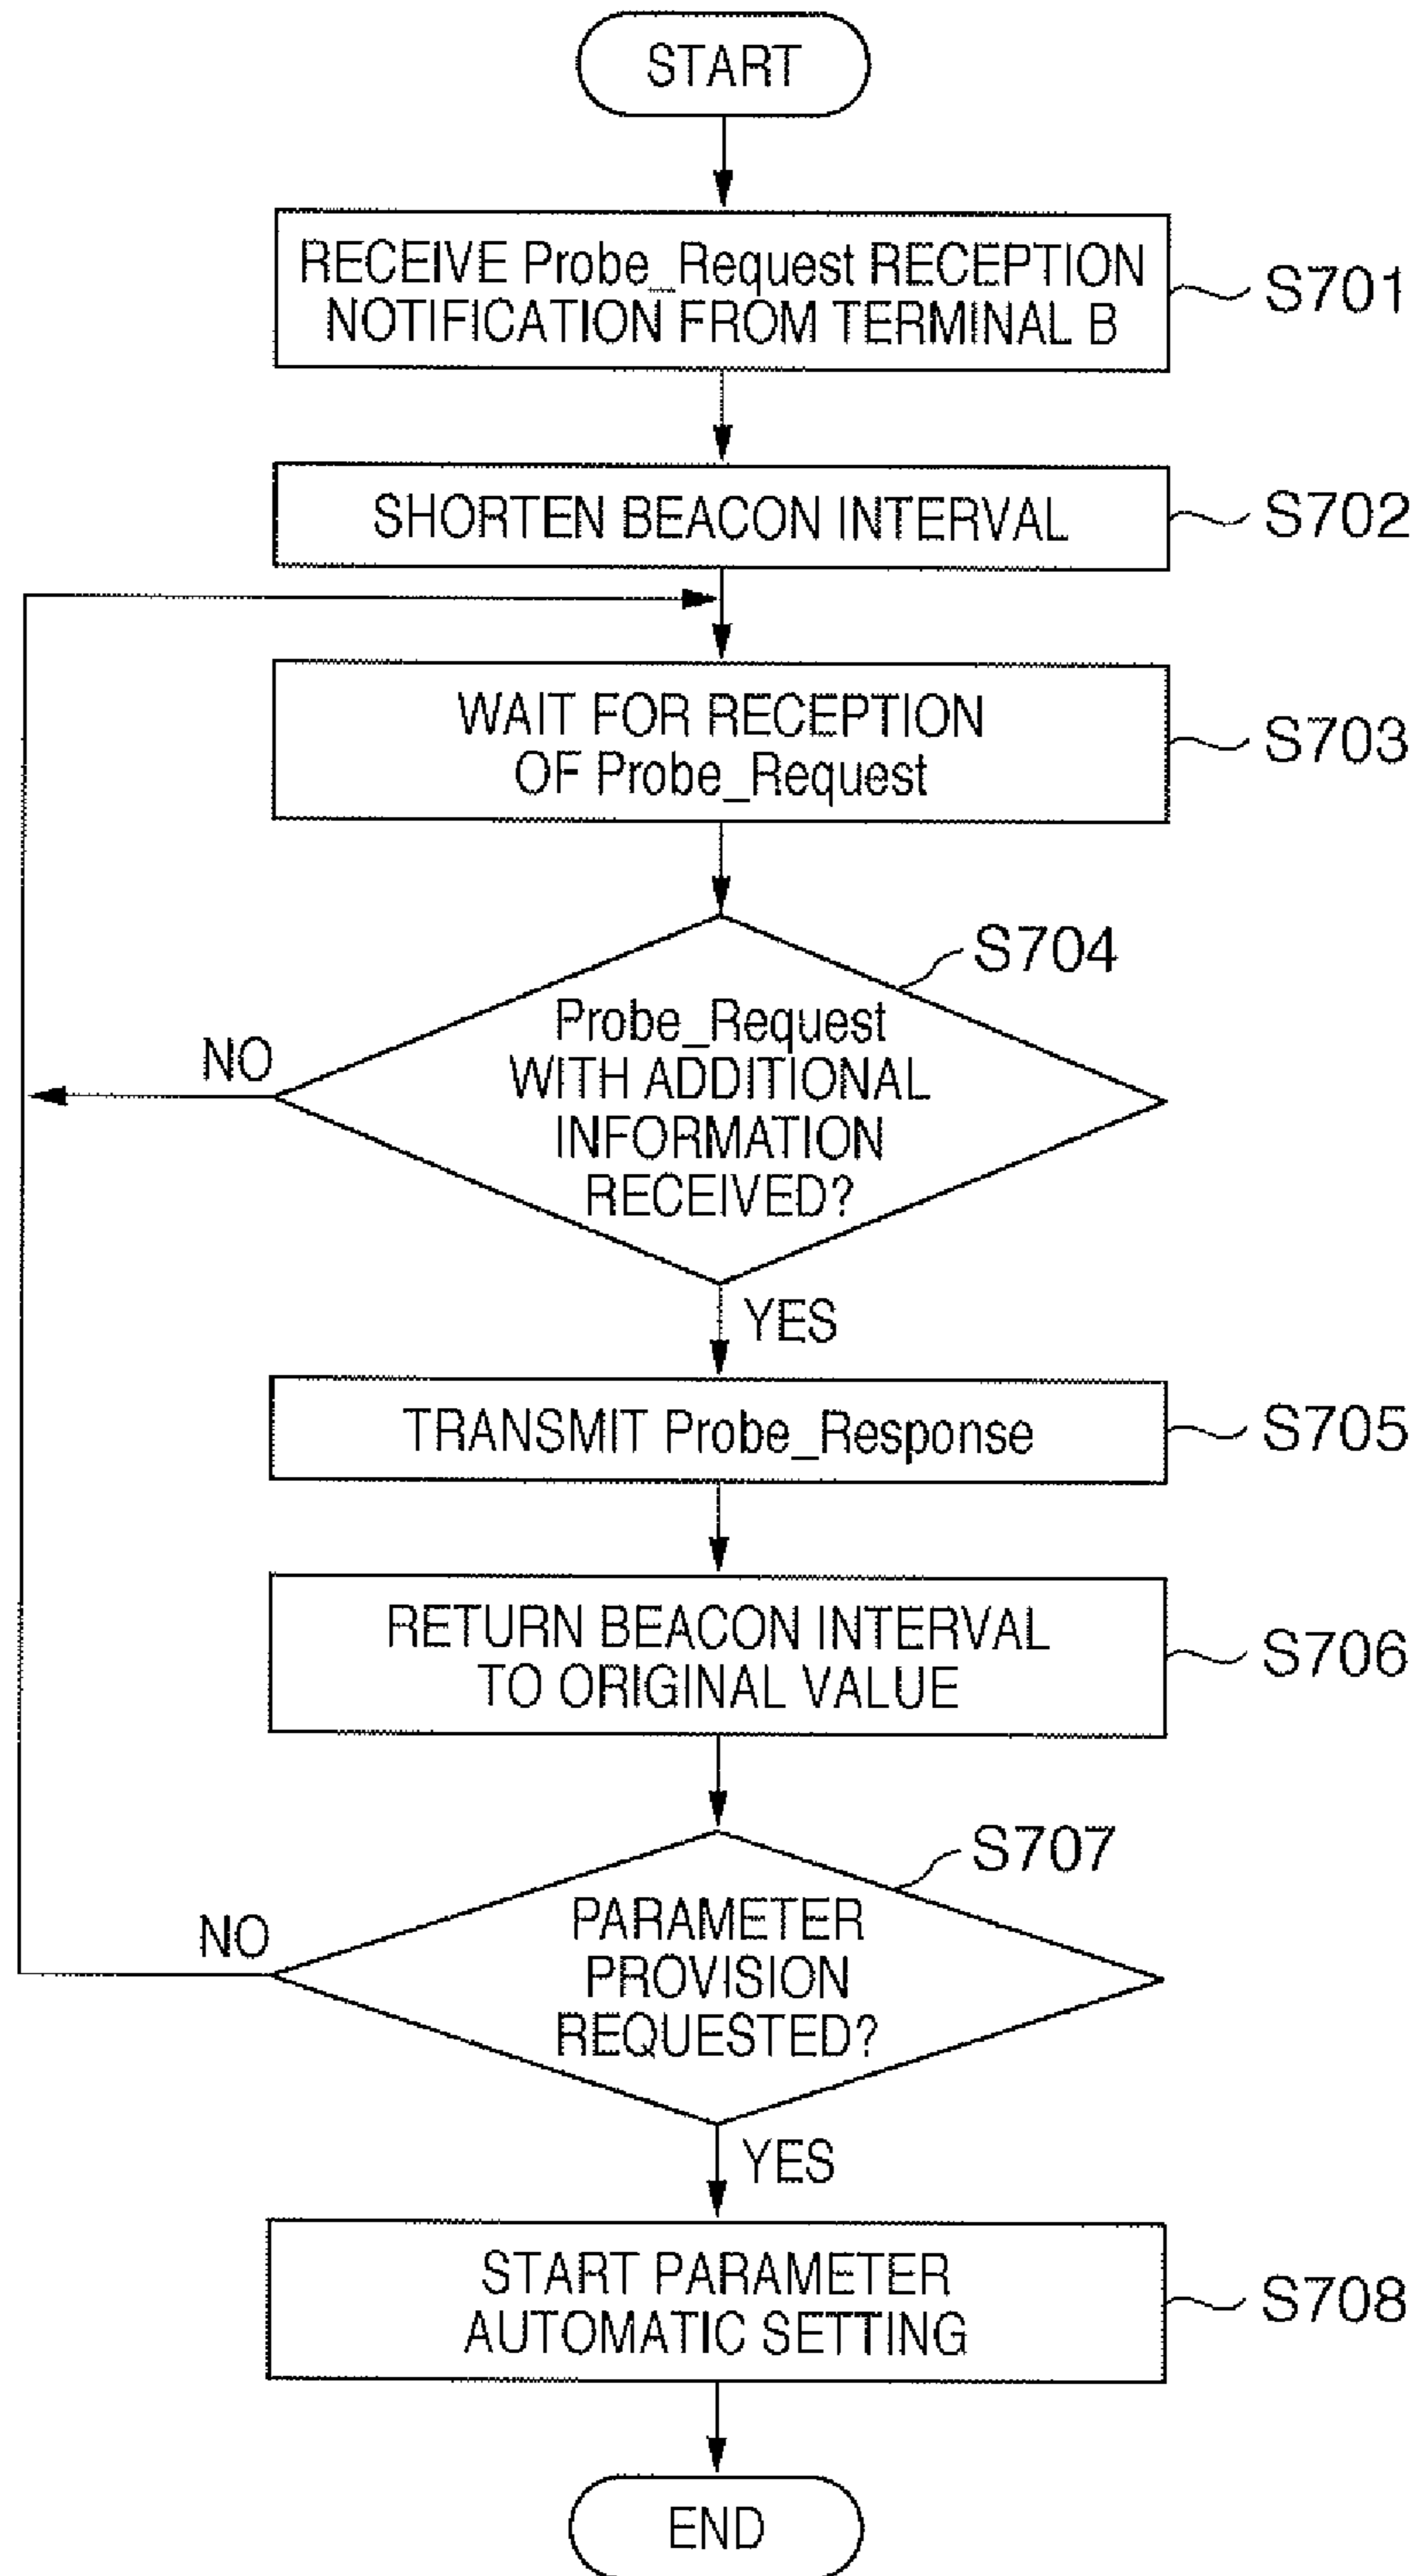 START
RECEIVE Probe_Request RECEPTION
NOTIFICATION FROM TERMINAL B
S701
SHORTEN BEACON INTERVAL
S702
WAIT FOR RECEPTION
OF Probe_Request
S703
S704
Probe_Request
WITH ADDITIONAL
INFORMATION
RECEIVED?
NO
YES
TRANSMIT Probe_Response
S705
RETURN BEACON INTERVAL
TO ORIGINAL VALUE
S706
S707
PARAMETER
PROVISION
REQUESTED?
NO
YES
START PARAMETER
AUTOMATIC SETTING
S708
END